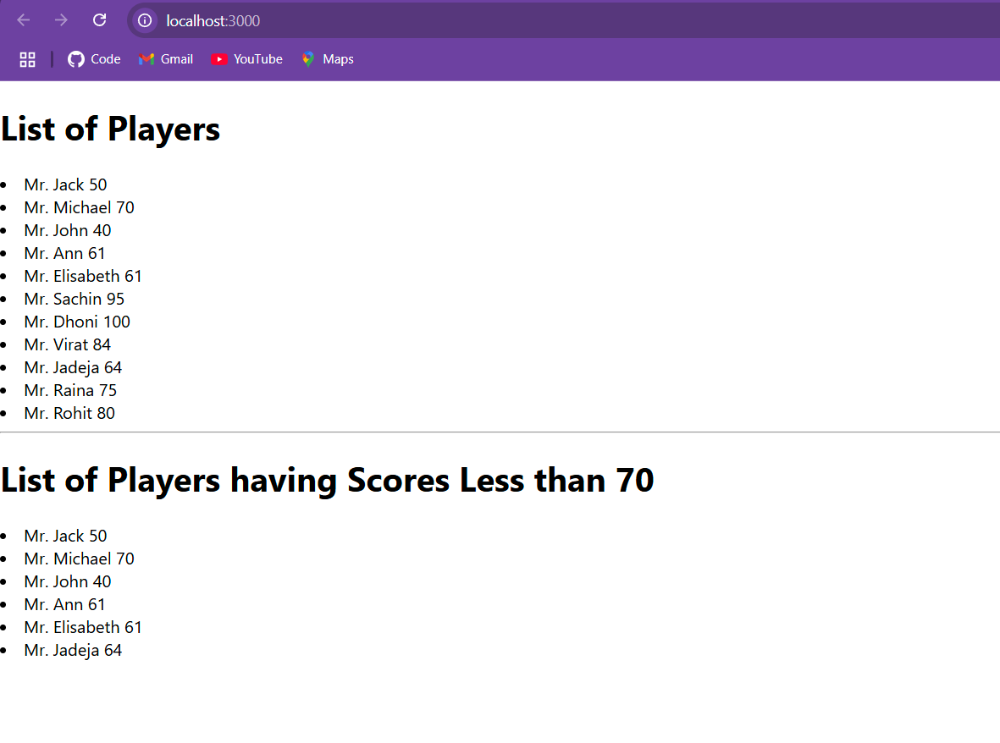 localhost:3000
Code Gmail YouTube Maps
List of Players
Mr. Jack 50
Mr. Michael 70
Mr. John 40
Mr. Ann 61
Mr. Elisabeth 61
Mr. Sachin 95
Mr. Dhoni 100
Mr. Virat 84
Mr. Jadeja 64
Mr. Raina 75
Mr. Rohit 80
List of Players having Scores Less than 70
Mr. Jack 50
Mr. Michael 70
Mr. John 40
Mr. Ann 61
Mr. Elisabeth 61
Mr. Jadeja 64